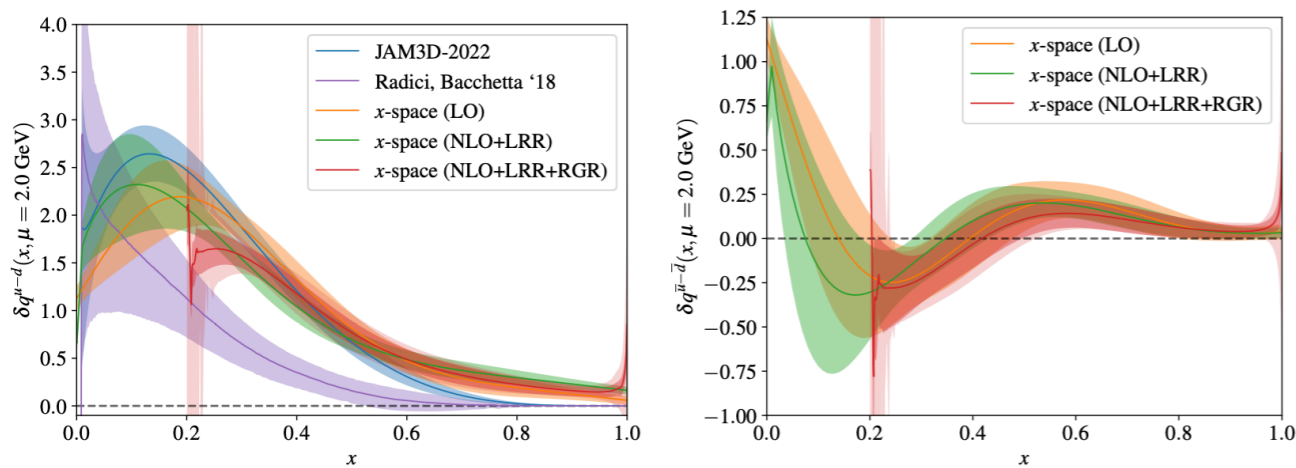 4.0
3.5
3.0
2.5
2.0
1.5
1.0
0.5
0.0
δq^{u−d}(x, μ = 2.0 GeV)
JAM3D-2022
Radici, Bacchetta ‘18
x-space (LO)
x-space (NLO+LRR)
x-space (NLO+LRR+RGR)
0.0 0.2 0.4 0.6 0.8 1.0
x
1.25
1.00
0.75
0.50
0.25
0.00
−0.25
−0.50
−0.75
−1.00
δq^{ū−d̄}(x, μ = 2.0 GeV)
x-space (LO)
x-space (NLO+LRR)
x-space (NLO+LRR+RGR)
0.0 0.2 0.4 0.6 0.8 1.0
x